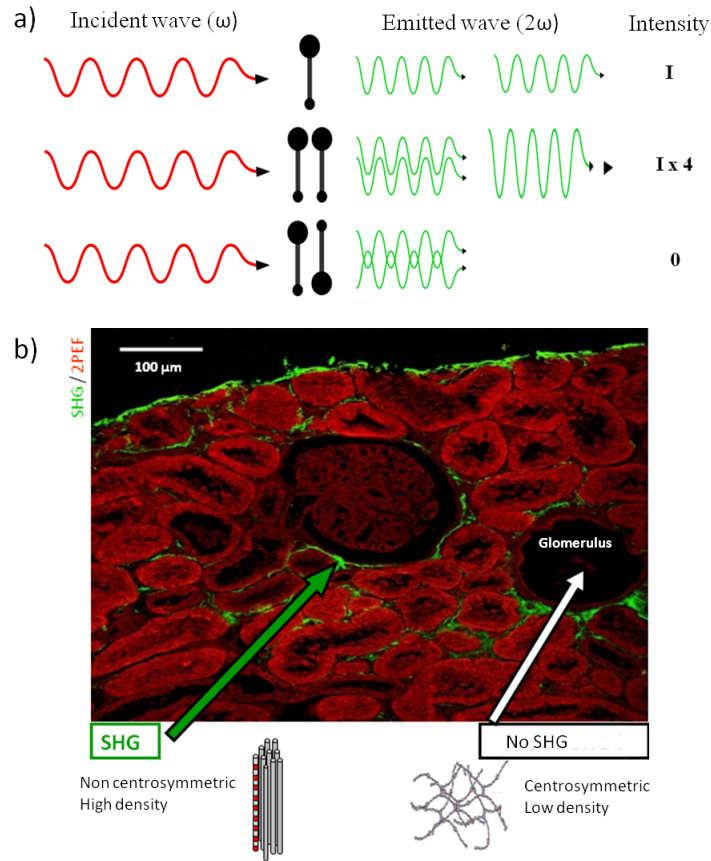 a)
Incident wave (ω)
Emitted wave (2ω)
Intensity
I
I x 4
0
b)
SHG / 2PEF
100 µm
Glomerulus
SHG
No SHG
Non centrosymmetric
High density
Centrosymmetric
Low density